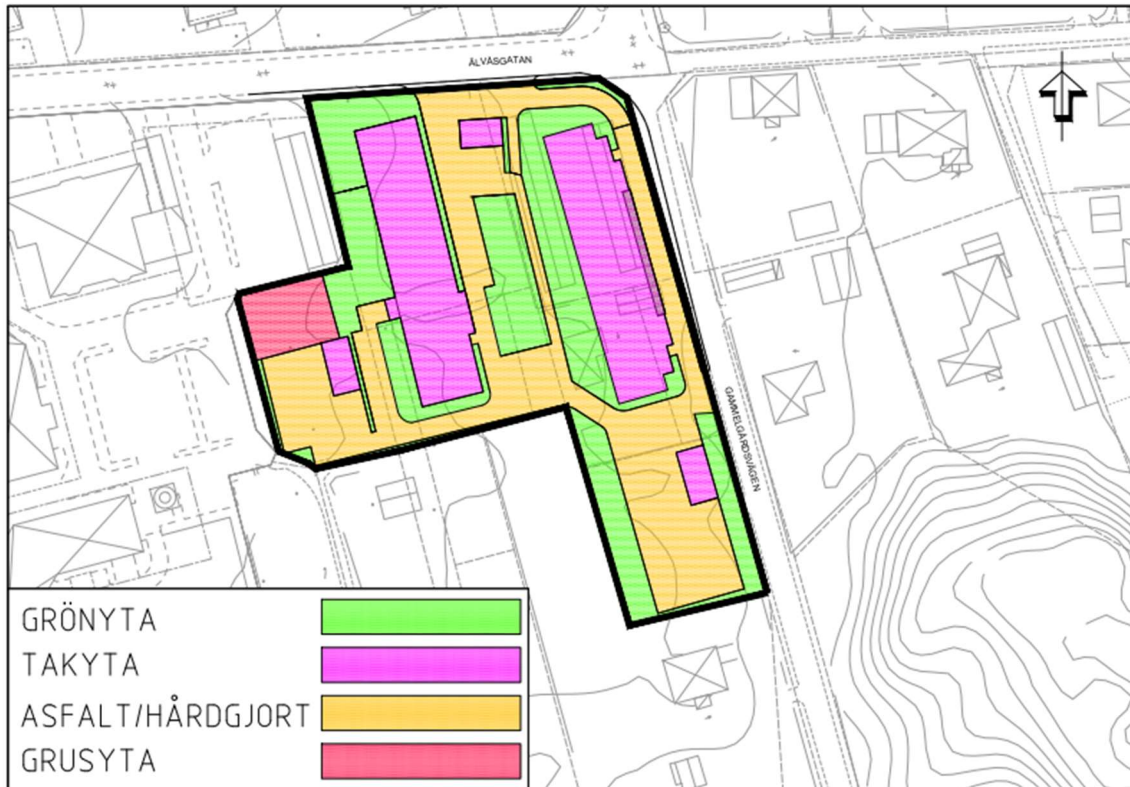 ÄLVÅSGATAN
GAMMELGÅRDSVÄGEN
GRÖNYTA
TAKYTA
ASFALT/HÅRDGJORT
GRUSYTA